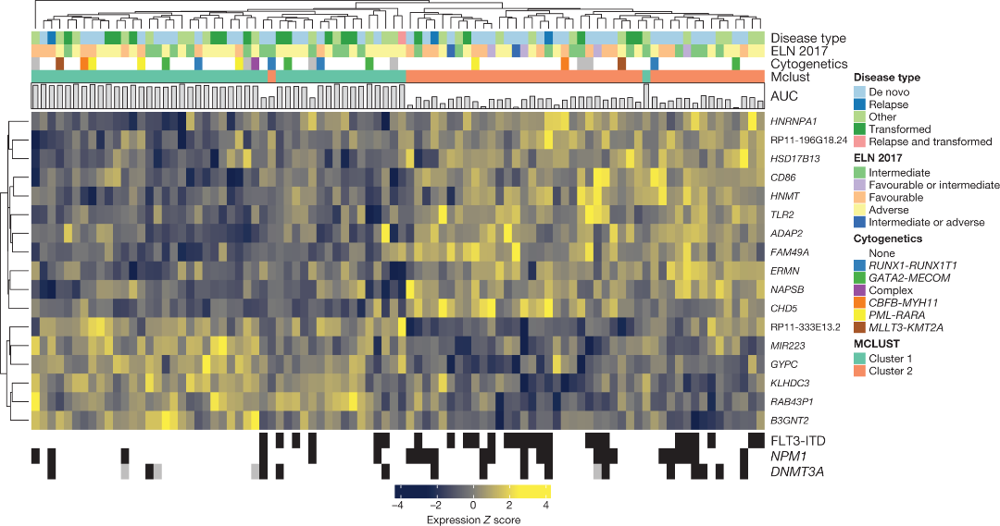 Disease type
ELN 2017
Cytogenetics
Mclust
AUC
HNRNPA1
RP11-196G18.24
HSD17B13
CD86
HNMT
TLR2
ADAP2
FAM49A
ERMN
NAPSB
CHD5
RP11-333E13.2
MIR223
GYPC
KLHDC3
RAB43P1
B3GNT2
FLT3-ITD
NPM1
DNMT3A
−4 −2 0 2 4
Expression Z score
Disease type
De novo
Relapse
Other
Transformed
Relapse and transformed
ELN 2017
Intermediate
Favourable or intermediate
Favourable
Adverse
Intermediate or adverse
Cytogenetics
None
RUNX1-RUNX1T1
GATA2-MECOM
Complex
CBFB-MYH11
PML-RARA
MLLT3-KMT2A
MCLUST
Cluster 1
Cluster 2